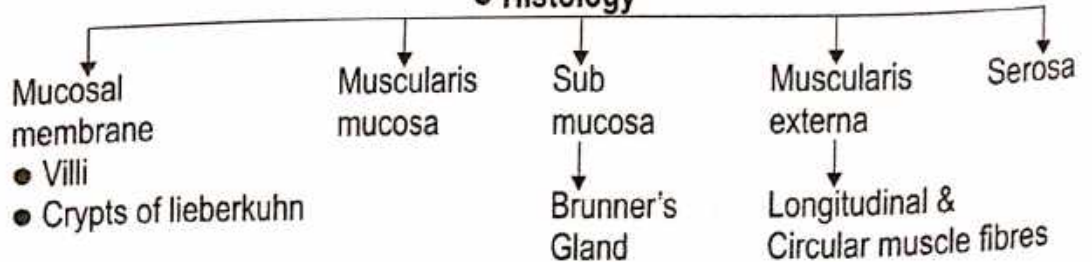 ● Histology
Mucosal
membrane
● Villi
● Crypts of lieberkuhn
Muscularis
mucosa
Sub
mucosa
Brunner's
Gland
Muscularis
externa
Longitudinal &
Circular muscle fibres
Serosa